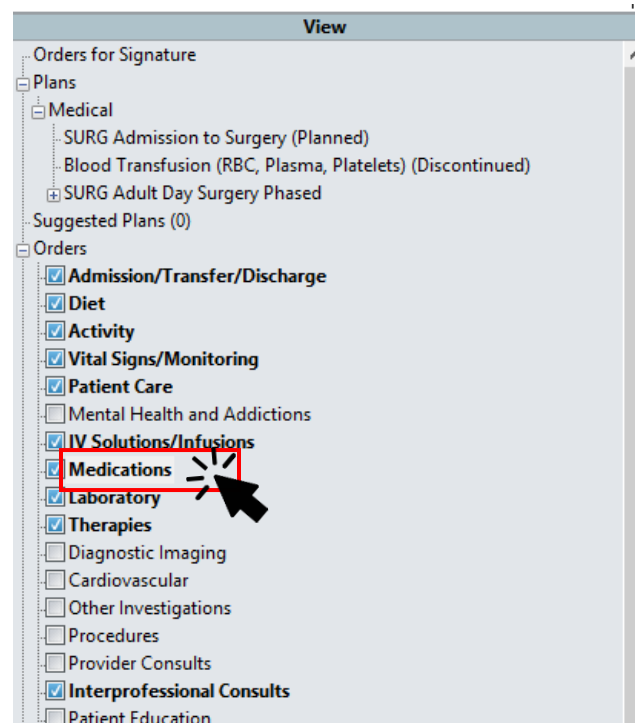 View
Orders for Signature
Plans
Medical
SURG Admission to Surgery (Planned)
Blood Transfusion (RBC, Plasma, Platelets) (Discontinued)
SURG Adult Day Surgery Phased
Suggested Plans (0)
Orders
Admission/Transfer/Discharge
Diet
Activity
Vital Signs/Monitoring
Patient Care
Mental Health and Addictions
IV Solutions/Infusions
Medications
Laboratory
Therapies
Diagnostic Imaging
Cardiovascular
Other Investigations
Procedures
Provider Consults
Interprofessional Consults
Patient Education